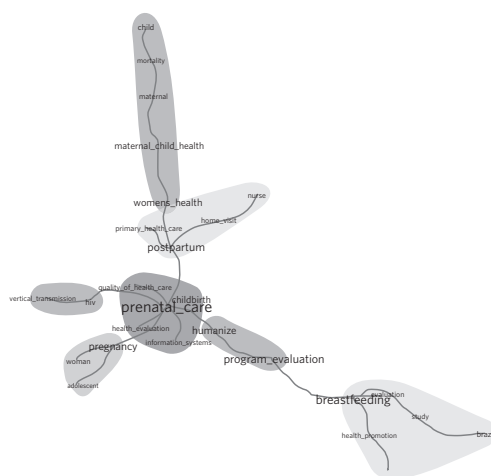 child
mortality
maternal
maternal_child_health
womens_health
nurse
home_visit
primary_health_care
postpartum
quality_of_health_care
vertical_transmission
hiv
childbirth
prenatal_care
health_evaluation
humanize
information_systems
pregnancy
woman
program_evaluation
adolescent
evaluation
breastfeeding
study
health_promotion
braz